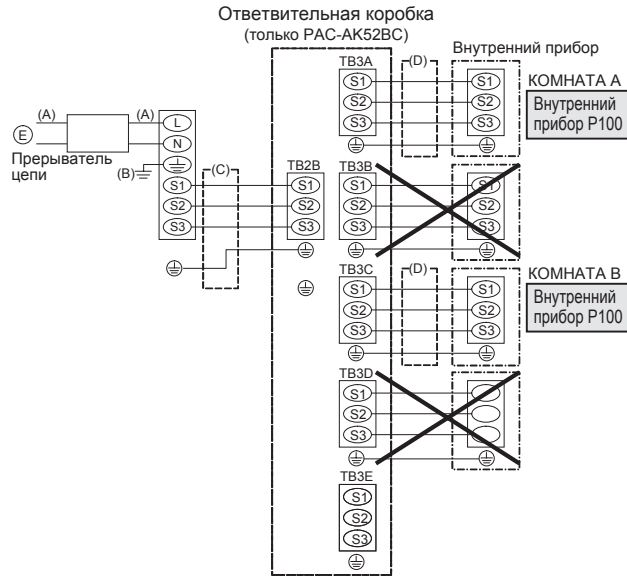 Ответвительная коробка
(только PAC-AK52BC)
Внутренний прибор
TB3A
(D)
S1
S1
КОМНАТА A
S2
S2
Внутренний
прибор P100
S3
S3
(A)
(A)
L
E
N
Прерыватель
цепи
(B)
(C)
TB2B
TB3B
S1
S1
S1
S1
S2
S2
S2
S2
S3
S3
S3
S3
TB3C
(D)
S1
S1
КОМНАТА B
S2
S2
Внутренний
прибор P100
S3
S3
TB3D
S1
S2
S3
TB3E
S1
S2
S3